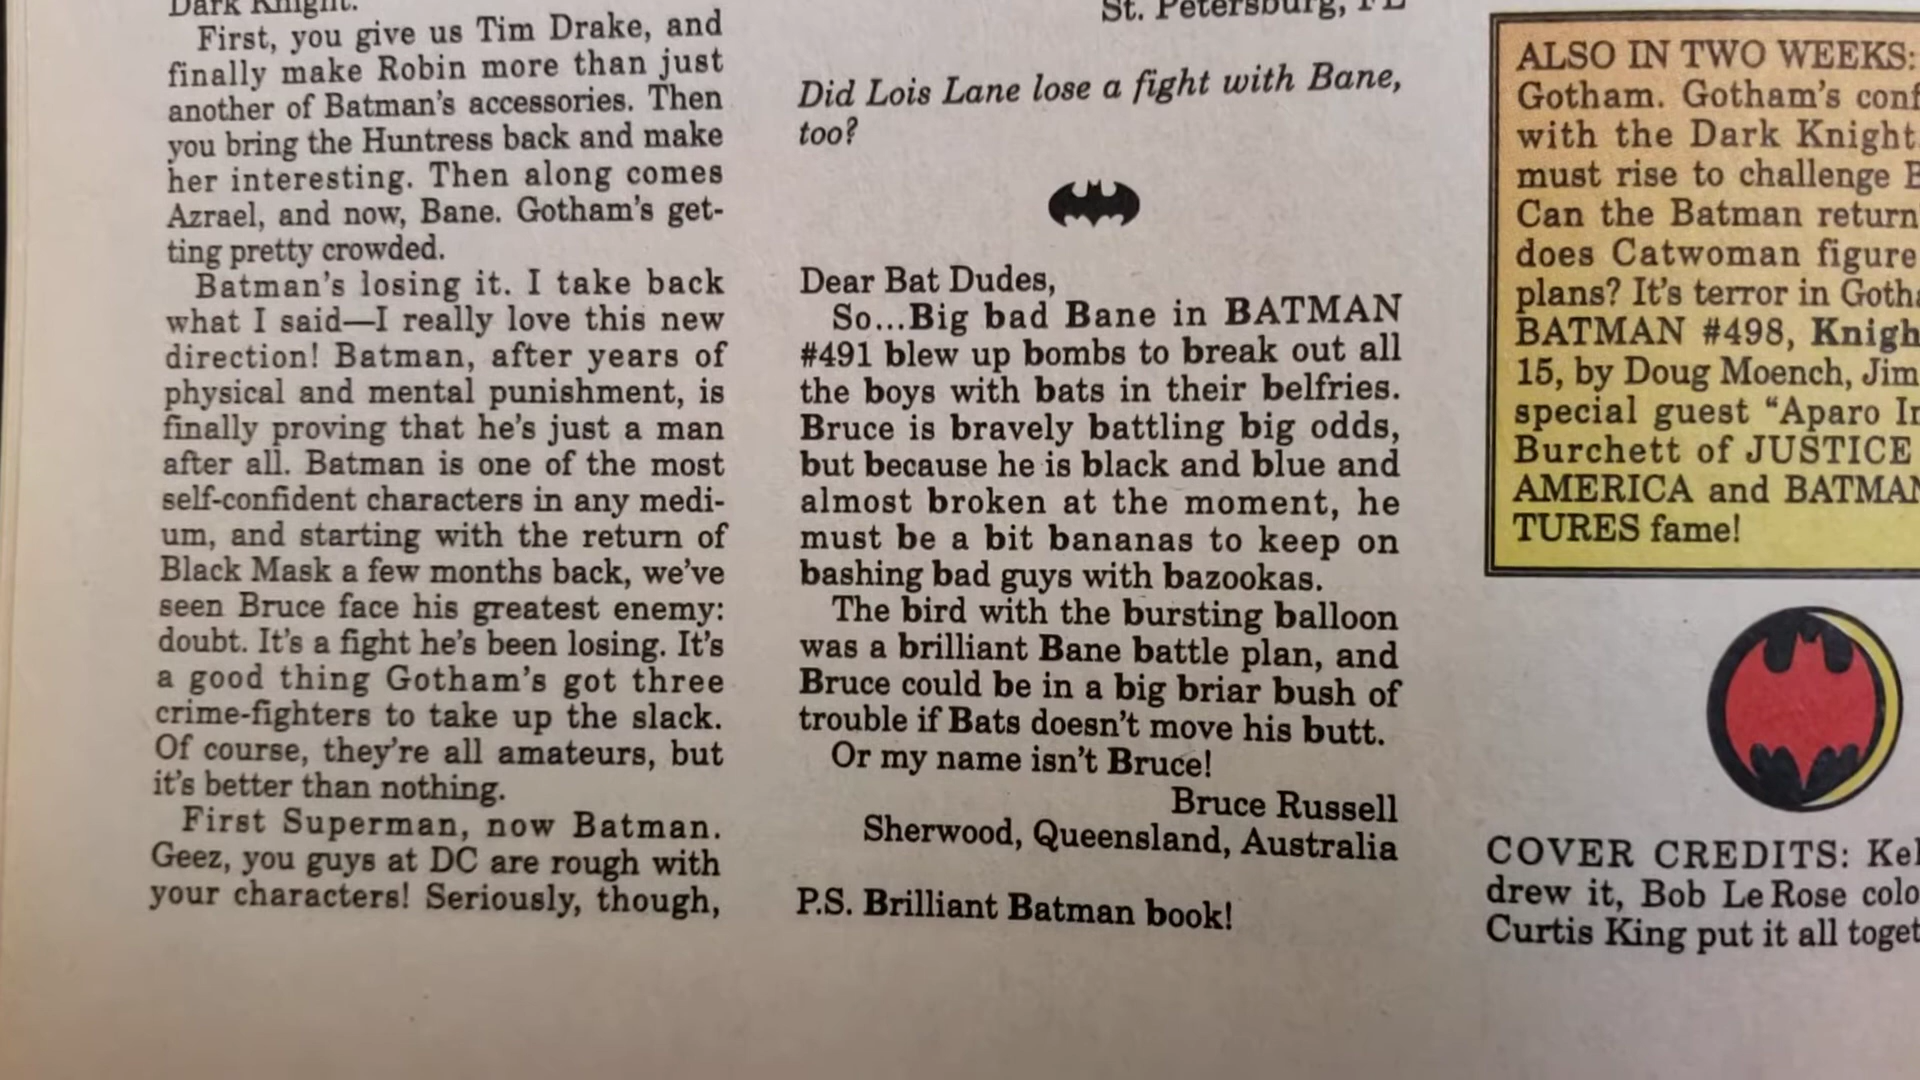 Dark Knight.
First, you give us Tim Drake, and
finally make Robin more than just
another of Batman's accessories. Then
you bring the Huntress back and make
her interesting. Then along comes
Azrael, and now, Bane. Gotham's get-
ting pretty crowded.
Batman's losing it. I take back
what I said—I really love this new
direction! Batman, after years of
physical and mental punishment, is
finally proving that he's just a man
after all. Batman is one of the most
self-confident characters in any medi-
um, and starting with the return of
Black Mask a few months back, we've
seen Bruce face his greatest enemy:
doubt. It's a fight he's been losing. It's
a good thing Gotham's got three
crime-fighters to take up the slack.
Of course, they're all amateurs, but
it's better than nothing.
First Superman, now Batman.
Geez, you guys at DC are rough with
your characters! Seriously, though,
St. Petersburg, FL
Did Lois Lane lose a fight with Bane,
too?
Dear Bat Dudes,
So...Big bad Bane in BATMAN
#491 blew up bombs to break out all
the boys with bats in their belfries.
Bruce is bravely battling big odds,
but because he is black and blue and
almost broken at the moment, he
must be a bit bananas to keep on
bashing bad guys with bazookas.
The bird with the bursting balloon
was a brilliant Bane battle plan, and
Bruce could be in a big briar bush of
trouble if Bats doesn't move his butt.
Or my name isn't Bruce!
Bruce Russell
Sherwood, Queensland, Australia
P.S. Brilliant Batman book!
ALSO IN TWO WEEKS:
Gotham. Gotham's conf
with the Dark Knight
must rise to challenge
Can the Batman return
does Catwoman figure
plans? It's terror in Goth
BATMAN #498, Knigh
15, by Doug Moench, Jim
special guest "Aparo In
Burchett of JUSTICE
AMERICA and BATMAN
TURES fame!
COVER CREDITS: Kel
drew it, Bob Le Rose colo
Curtis King put it all toget